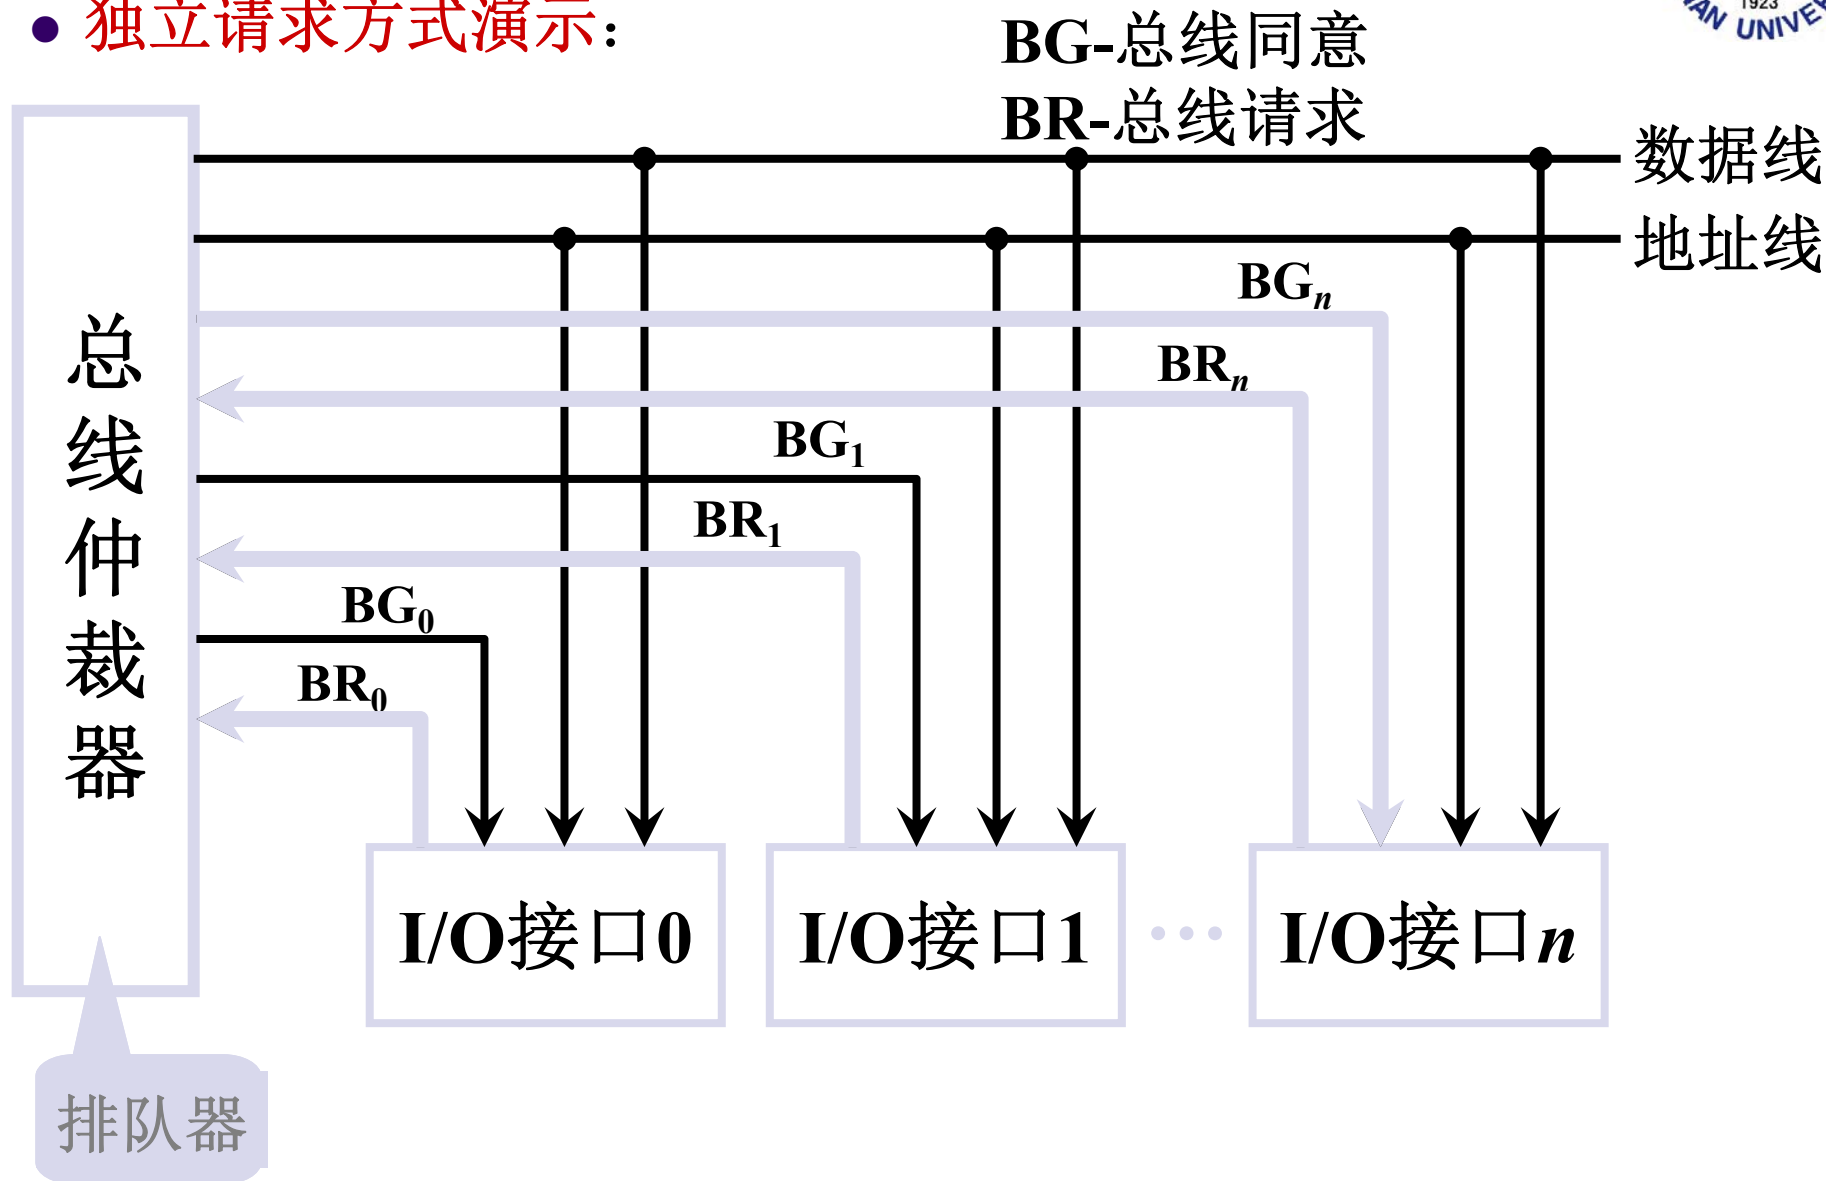 ● 独立请求方式演示：
1923
BG-总线同意
BR-总线请求
数据线
地址线
BGn
BRn
BG1
BR1
BG0
BR0
总线仲裁器
I/O接口0
I/O接口1
···
I/O接口n
排队器